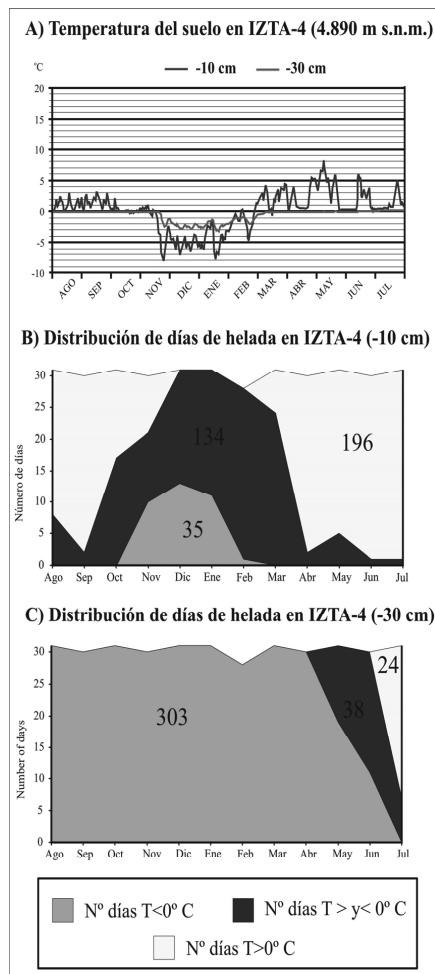 A) Temperatura del suelo en IZTA-4 (4.890 m s.n.m.)
ºC
-10 cm
-30 cm
20
15
10
5
0
-5
-10
AGO SEP OCT NOV DIC ENE FEB MAR ABR MAY JUN JUL
B) Distribución de días de helada en IZTA-4 (-10 cm)
Número de días
30
25
20
15
10
5
0
134
196
35
Ago Sep Oct Nov Dic Ene Feb Mar Abr May Jun Jul
C) Distribución de días de helada en IZTA-4 (-30 cm)
Number of days
30
25
20
15
10
5
0
24
303
38
Ago Sep Oct Nov Dic Ene Feb Mar Abr May Jun Jul
Nº días T<0º C
Nº días T > y< 0º C
Nº días T>0º C